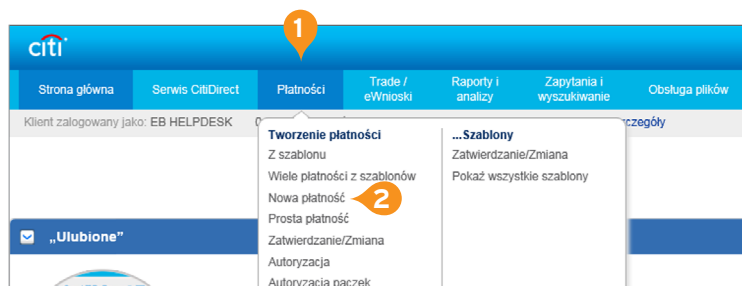 1
citi
Strona główna
Serwis CitiDirect
Płatności
Trade /
eWnioski
Raporty i
analizy
Zapytania i
wyszukiwanie
Obsługa plików
Klient zalogowany jako: EB HELPDESK
Tworzenie płatności
Z szablonu
Wiele płatności z szablonów
Nowa płatność
2
Prosta płatność
Zatwierdzanie/Zmiana
Autoryzacja
Autoryzacja paczek
...Szablony
Zatwierdzanie/Zmiana
Pokaż wszystkie szablony
„Ulubione”